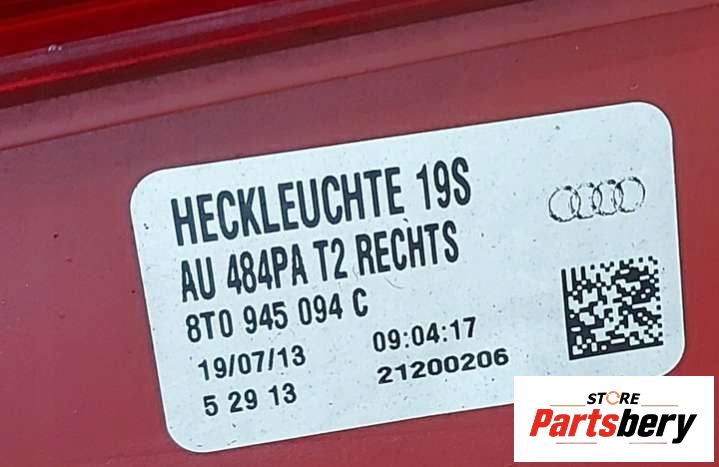 HECKLEUCHTE 19S
AU 484PA T2 RECHTS
8T0 945 094 C
19/07/13 09:04:17
5 29 13 21200206
STORE
Partsbery